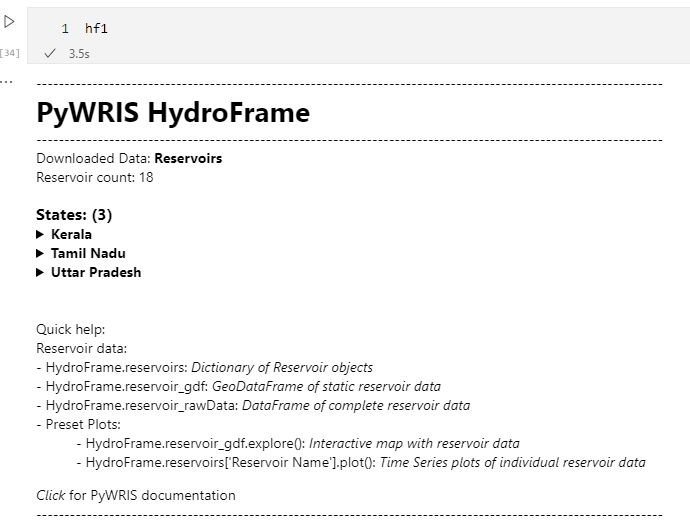 1 hf1
[34]
3.5s
...
--------------------------------------------------------------------------------
PyWRIS HydroFrame
--------------------------------------------------------------------------------
Downloaded Data: Reservoirs
Reservoir count: 18
States: (3)
Kerala
Tamil Nadu
Uttar Pradesh
Quick help:
Reservoir data:
- HydroFrame.reservoirs: Dictionary of Reservoir objects
- HydroFrame.reservoir_gdf: GeoDataFrame of static reservoir data
- HydroFrame.reservoir_rawData: DataFrame of complete reservoir data
- Preset Plots:
- HydroFrame.reservoir_gdf.explore(): Interactive map with reservoir data
- HydroFrame.reservoirs['Reservoir Name'].plot(): Time Series plots of individual reservoir data
Click for PyWRIS documentation
--------------------------------------------------------------------------------